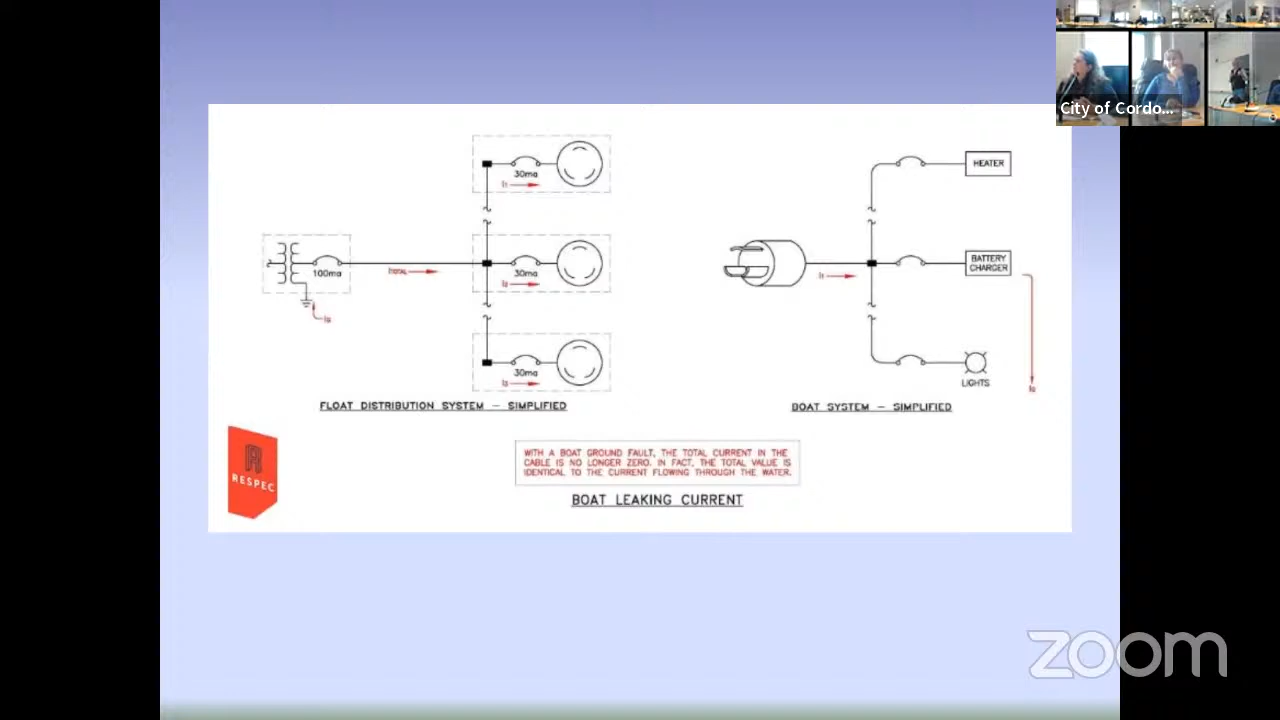 City of Cordo...
30ma
I1
HEATER
100ma
ITOTAL
30ma
I2
I1
BATTERY
CHARGER
IG
30ma
I3
LIGHTS
IG
FLOAT DISTRIBUTION SYSTEM - SIMPLIFIED
BOAT SYSTEM - SIMPLIFIED
RESPEC
WITH A BOAT GROUND FAULT, THE TOTAL CURRENT IN THE
CABLE IS NO LONGER ZERO. IN FACT, THE TOTAL VALUE IS
IDENTICAL TO THE CURRENT FLOWING THROUGH THE WATER.
BOAT LEAKING CURRENT
zoom